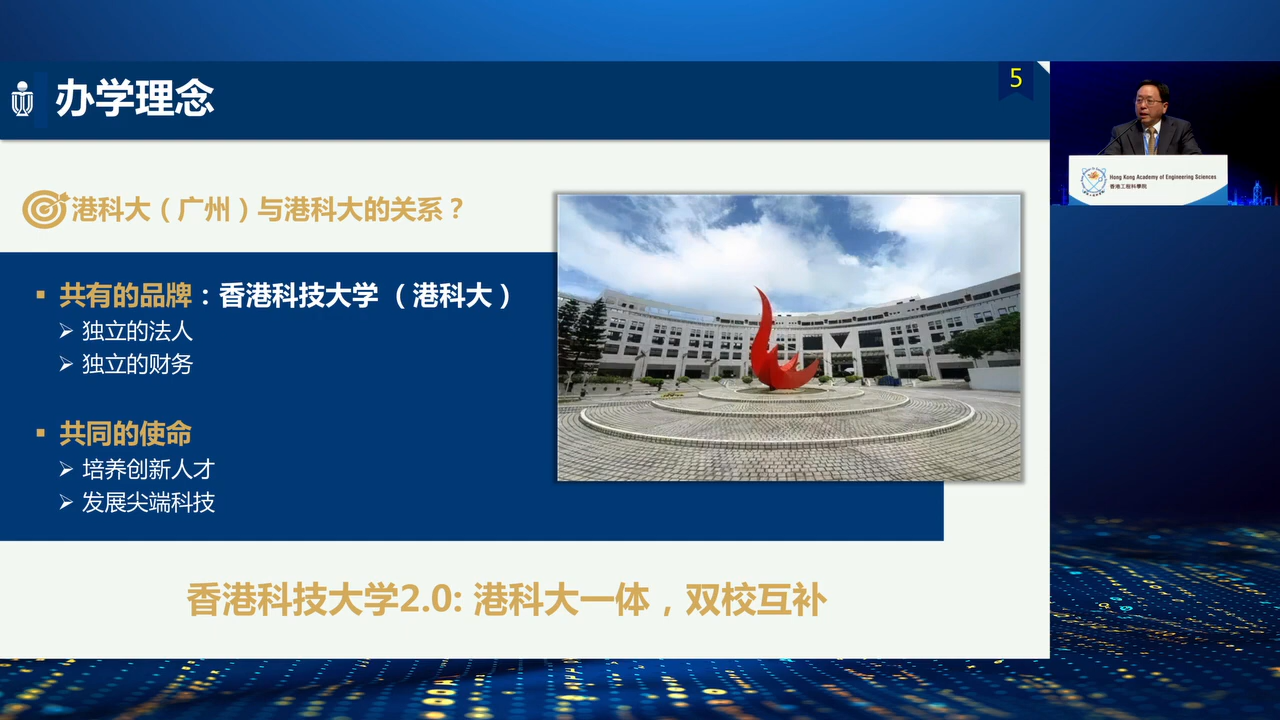 办学理念
5
港科大（广州）与港科大的关系？
共有的品牌：香港科技大学 （港科大）
独立的法人
独立的财务
共同的使命
培养创新人才
发展尖端科技
香港科技大学2.0: 港科大一体，双校互补
Hong Kong Academy of Engineering Sciences
香港工程科學院